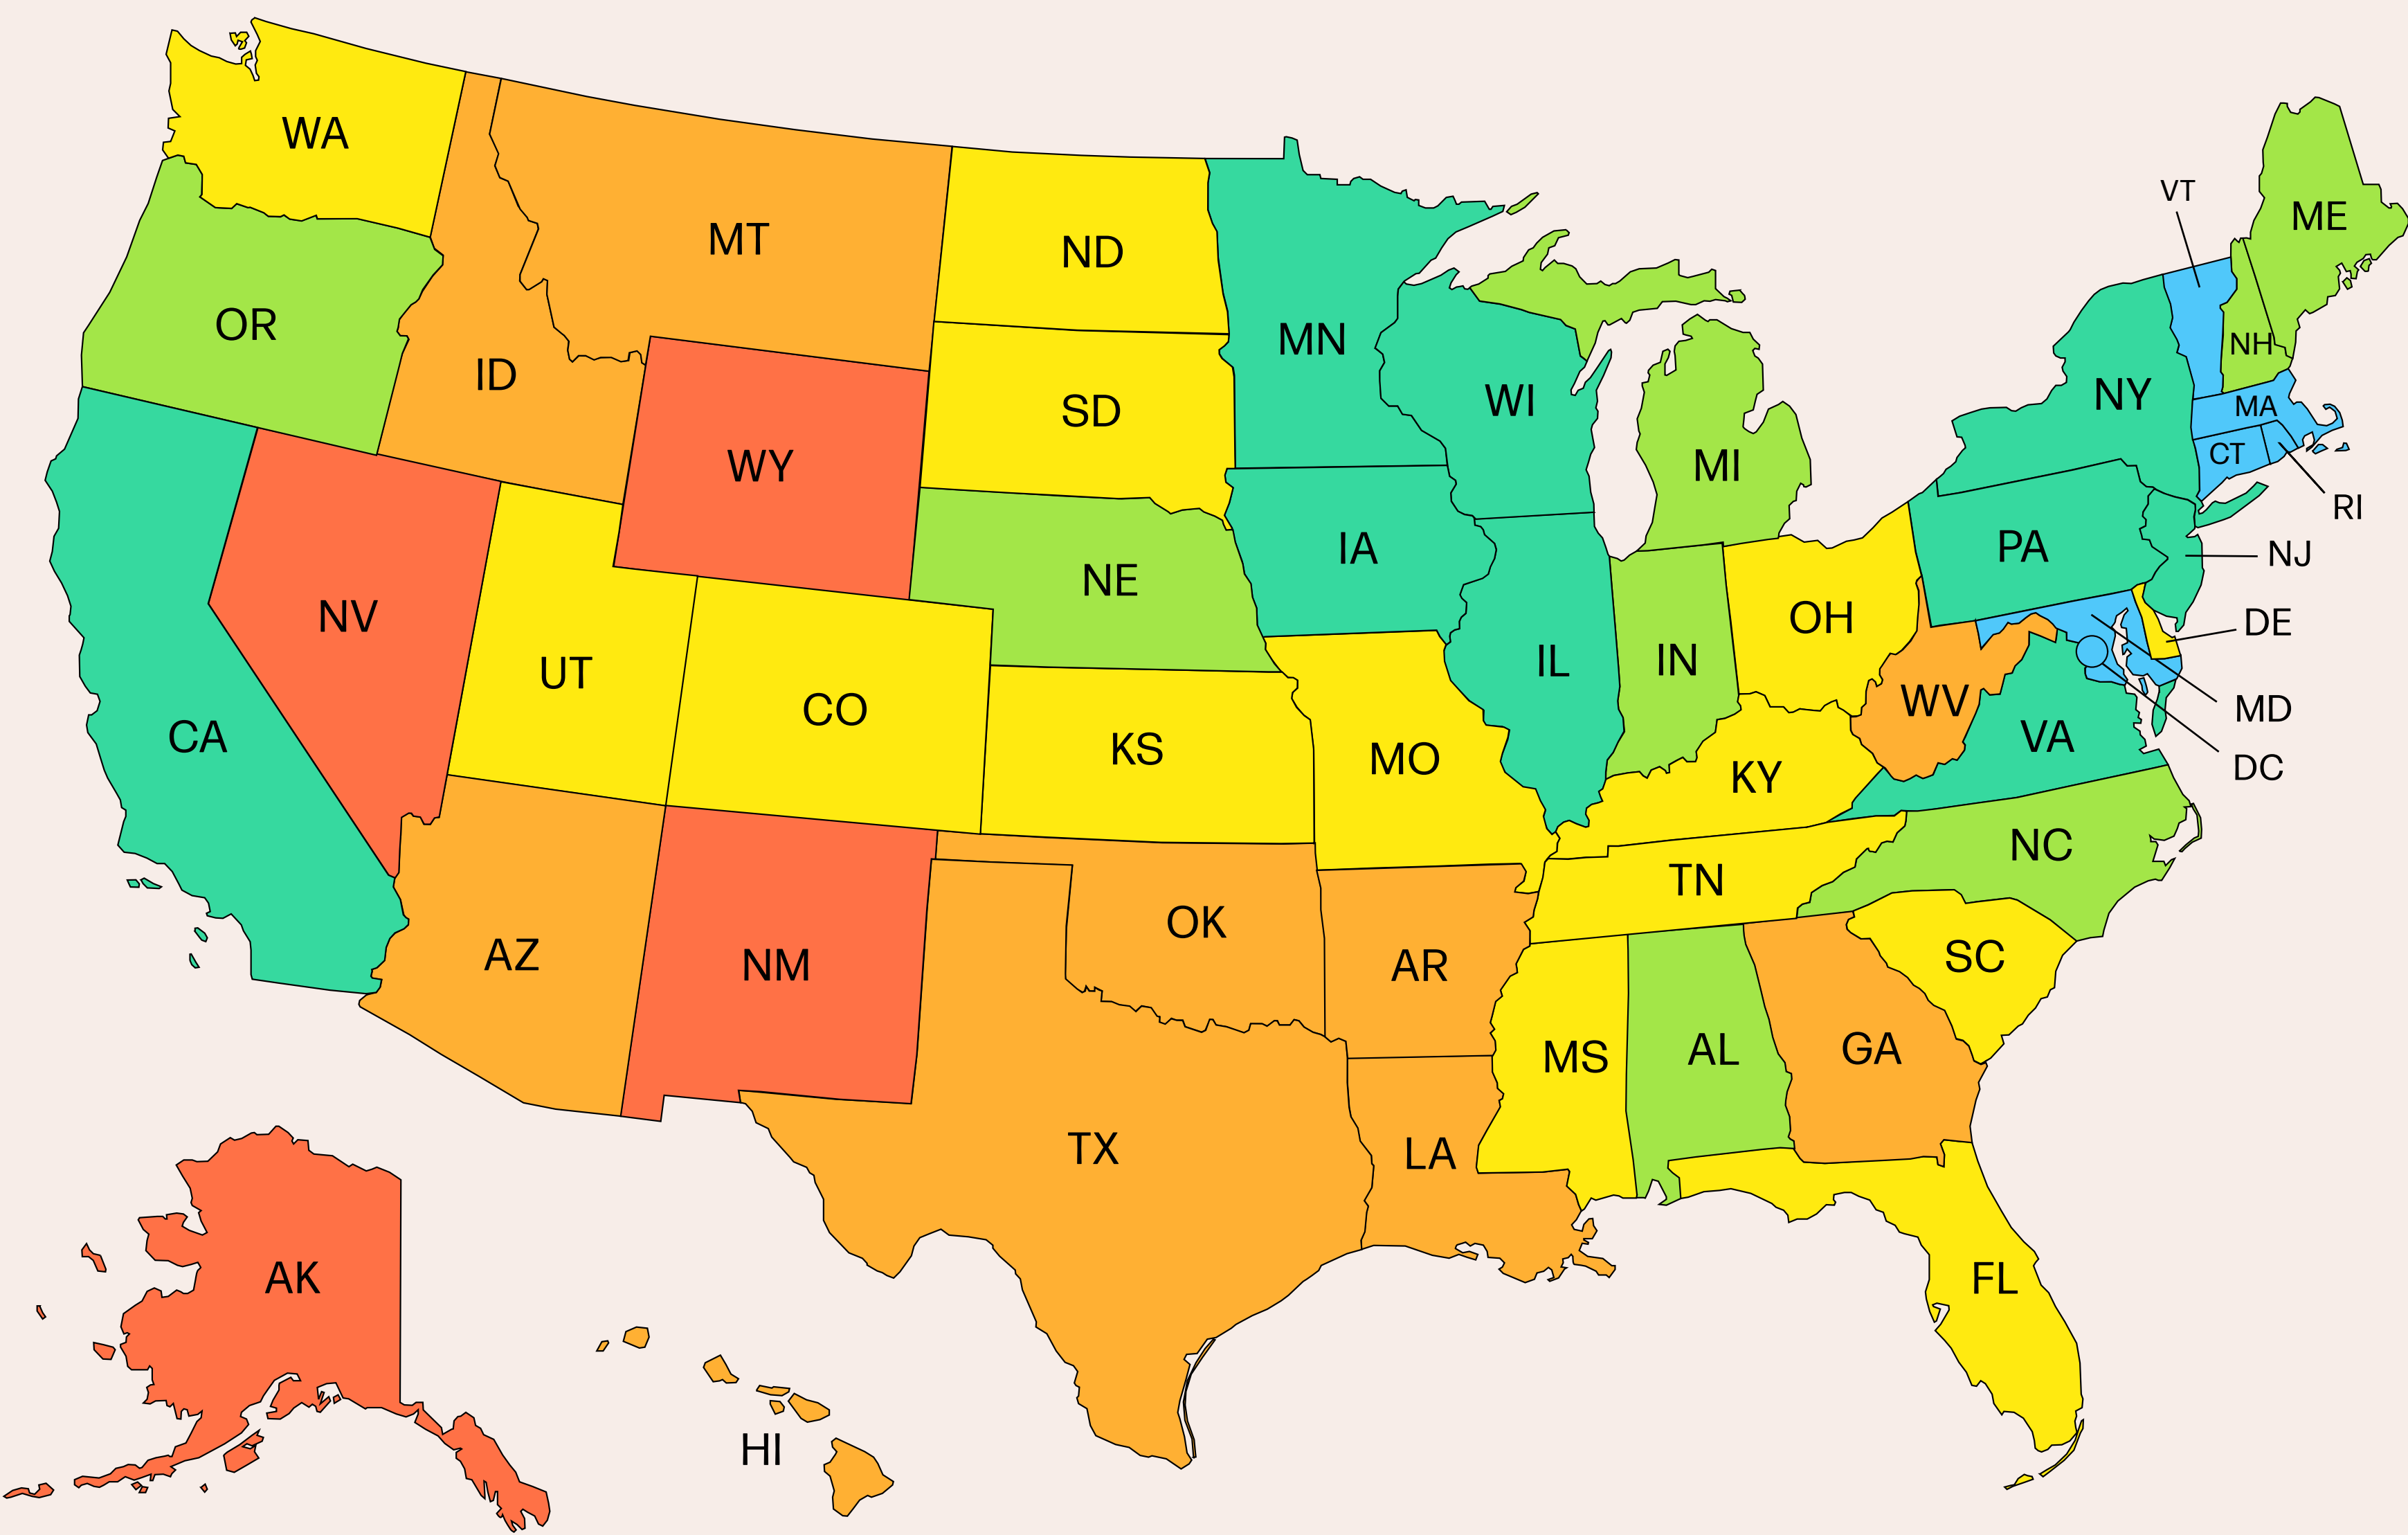 WA
VT
ME
MT
ND
OR
MN
NH
ID
WI
NY
MA
SD
CT
WY
MI
RI
IA
PA
NJ
NE
NV
OH
DE
UT
IL
IN
WV
CO
MD
CA
KS
MO
VA
DC
KY
NC
TN
OK
AZ
NM
AR
SC
MS
AL
GA
TX
LA
AK
FL
HI